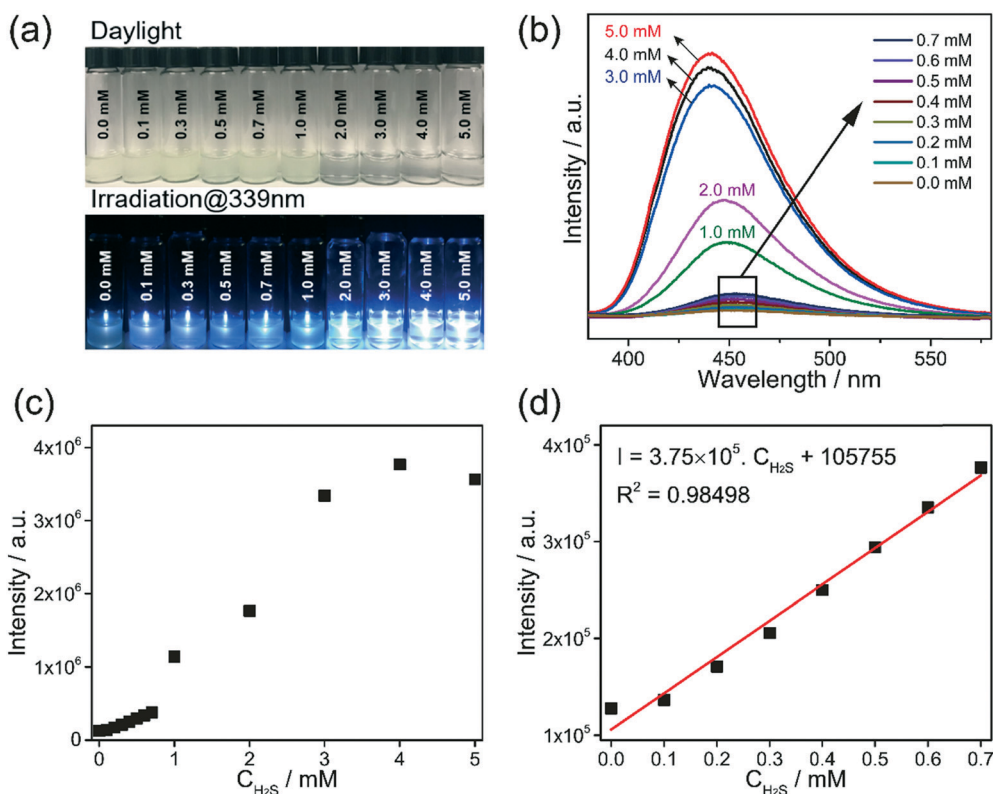 (a)
Daylight
0.0 mM 0.1 mM 0.3 mM 0.5 mM 0.7 mM 1.0 mM 2.0 mM 3.0 mM 4.0 mM 5.0 mM
Irradiation@339nm
0.0 mM 0.1 mM 0.3 mM 0.5 mM 0.7 mM 1.0 mM 2.0 mM 3.0 mM 4.0 mM 5.0 mM
(b)
Intensity / a.u.
5.0 mM
4.0 mM
3.0 mM
2.0 mM
1.0 mM
0.7 mM
0.6 mM
0.5 mM
0.4 mM
0.3 mM
0.2 mM
0.1 mM
0.0 mM
400 450 500 550
Wavelength / nm
(c)
Intensity / a.u.
4x10⁶
3x10⁶
2x10⁶
1x10⁶
0
0 1 2 3 4 5
C_H₂S / mM
(d)
Intensity / a.u.
I = 3.75×10⁵. C_H₂S + 105755
R² = 0.98498
4x10⁵
3x10⁵
2x10⁵
1x10⁵
0.0 0.1 0.2 0.3 0.4 0.5 0.6 0.7
C_H₂S / mM